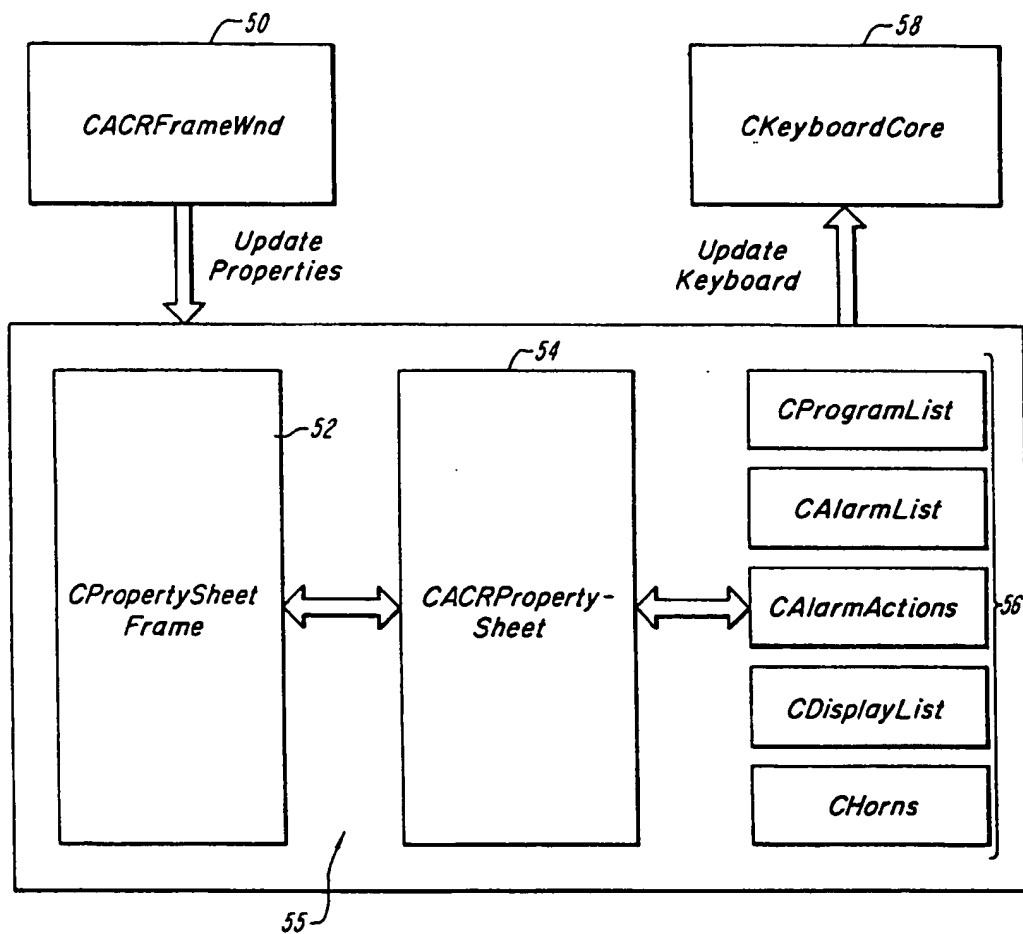 50
58
CACRFrameWnd
CKeyboardCore
Update
Properties
Update
Keyboard
52
54
CPropertySheet
Frame
CACRProperty-
Sheet
CProgramList
CAlarmList
CAlarmActions
CDisplayList
CHorns
56
55